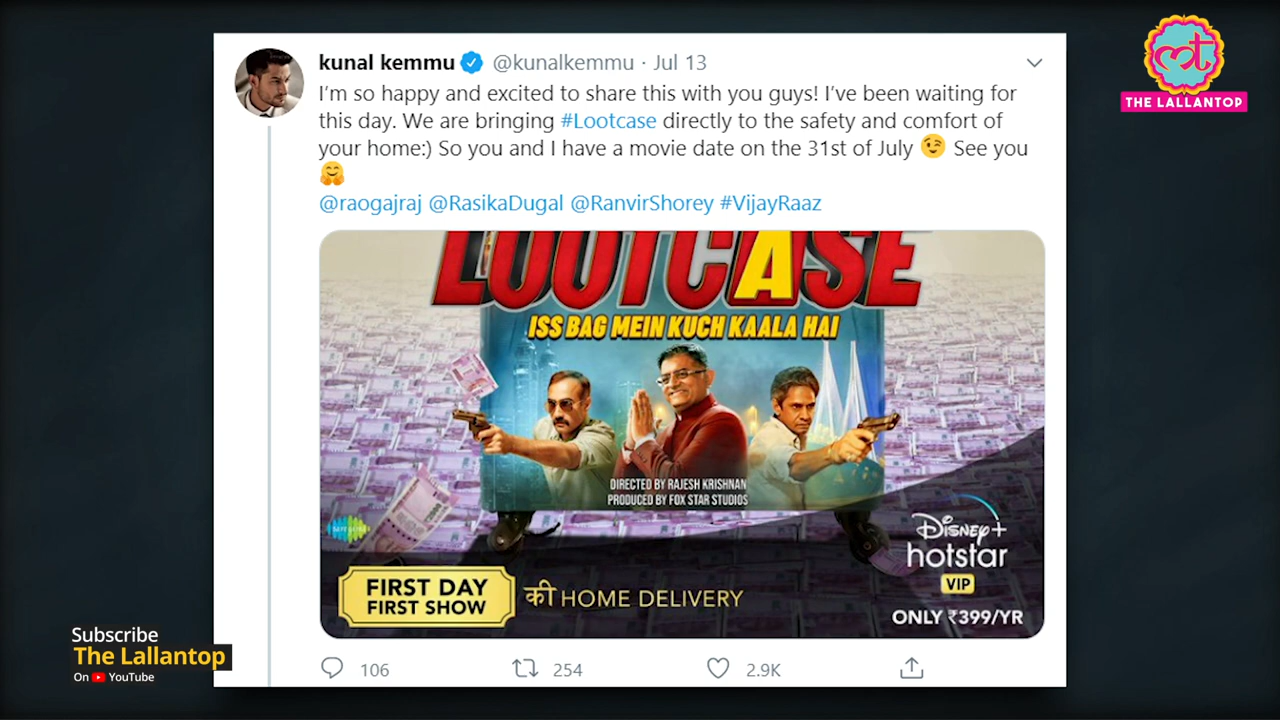 kunal kemmu @kunalkemmu · Jul 13
I'm so happy and excited to share this with you guys! I've been waiting for
this day. We are bringing #Lootcase directly to the safety and comfort of
your home:) So you and I have a movie date on the 31st of July 😉 See you
🤗
@raogajraj @RasikaDugal @RanvirShorey #VijayRaaz
LOOTCASE
ISS BAG MEIN KUCH KAALA HAI
DIRECTED BY RAJESH KRISHNAN
PRODUCED BY FOX STAR STUDIOS
Disney+
hotstar
VIP
ONLY ₹399/YR
FIRST DAY
FIRST SHOW
की HOME DELIVERY
106 254 2.9K
मt
THE LALLANTOP
Subscribe
The Lallantop
On YouTube